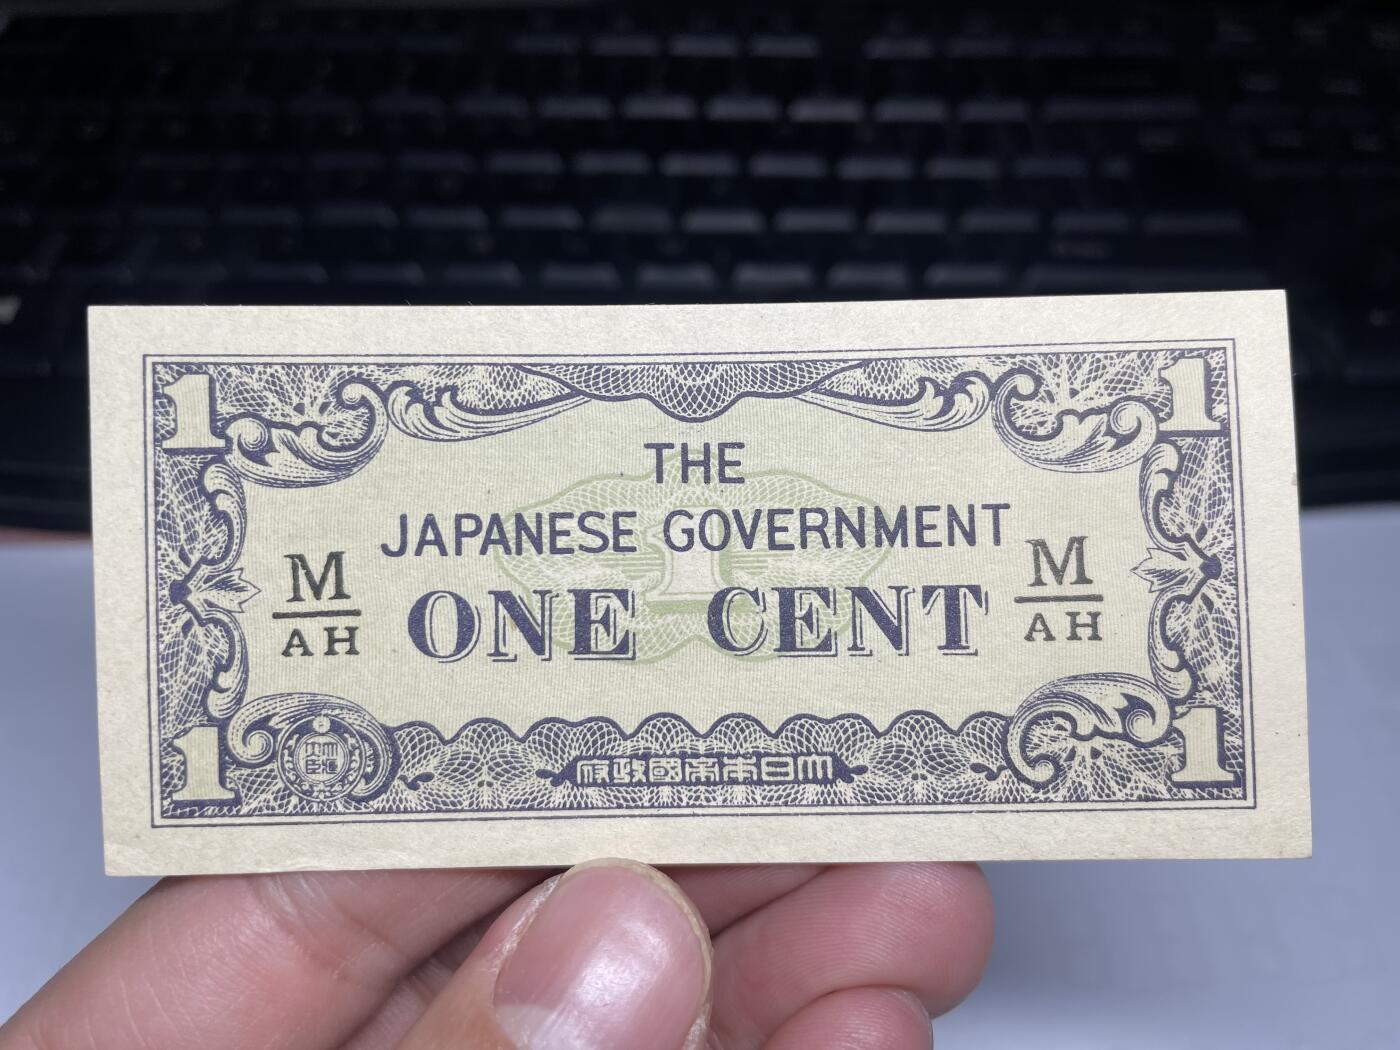 1 1
THE
JAPANESE GOVERNMENT
M M
AH AH
ONE CENT
1 1
府政國帝本日大